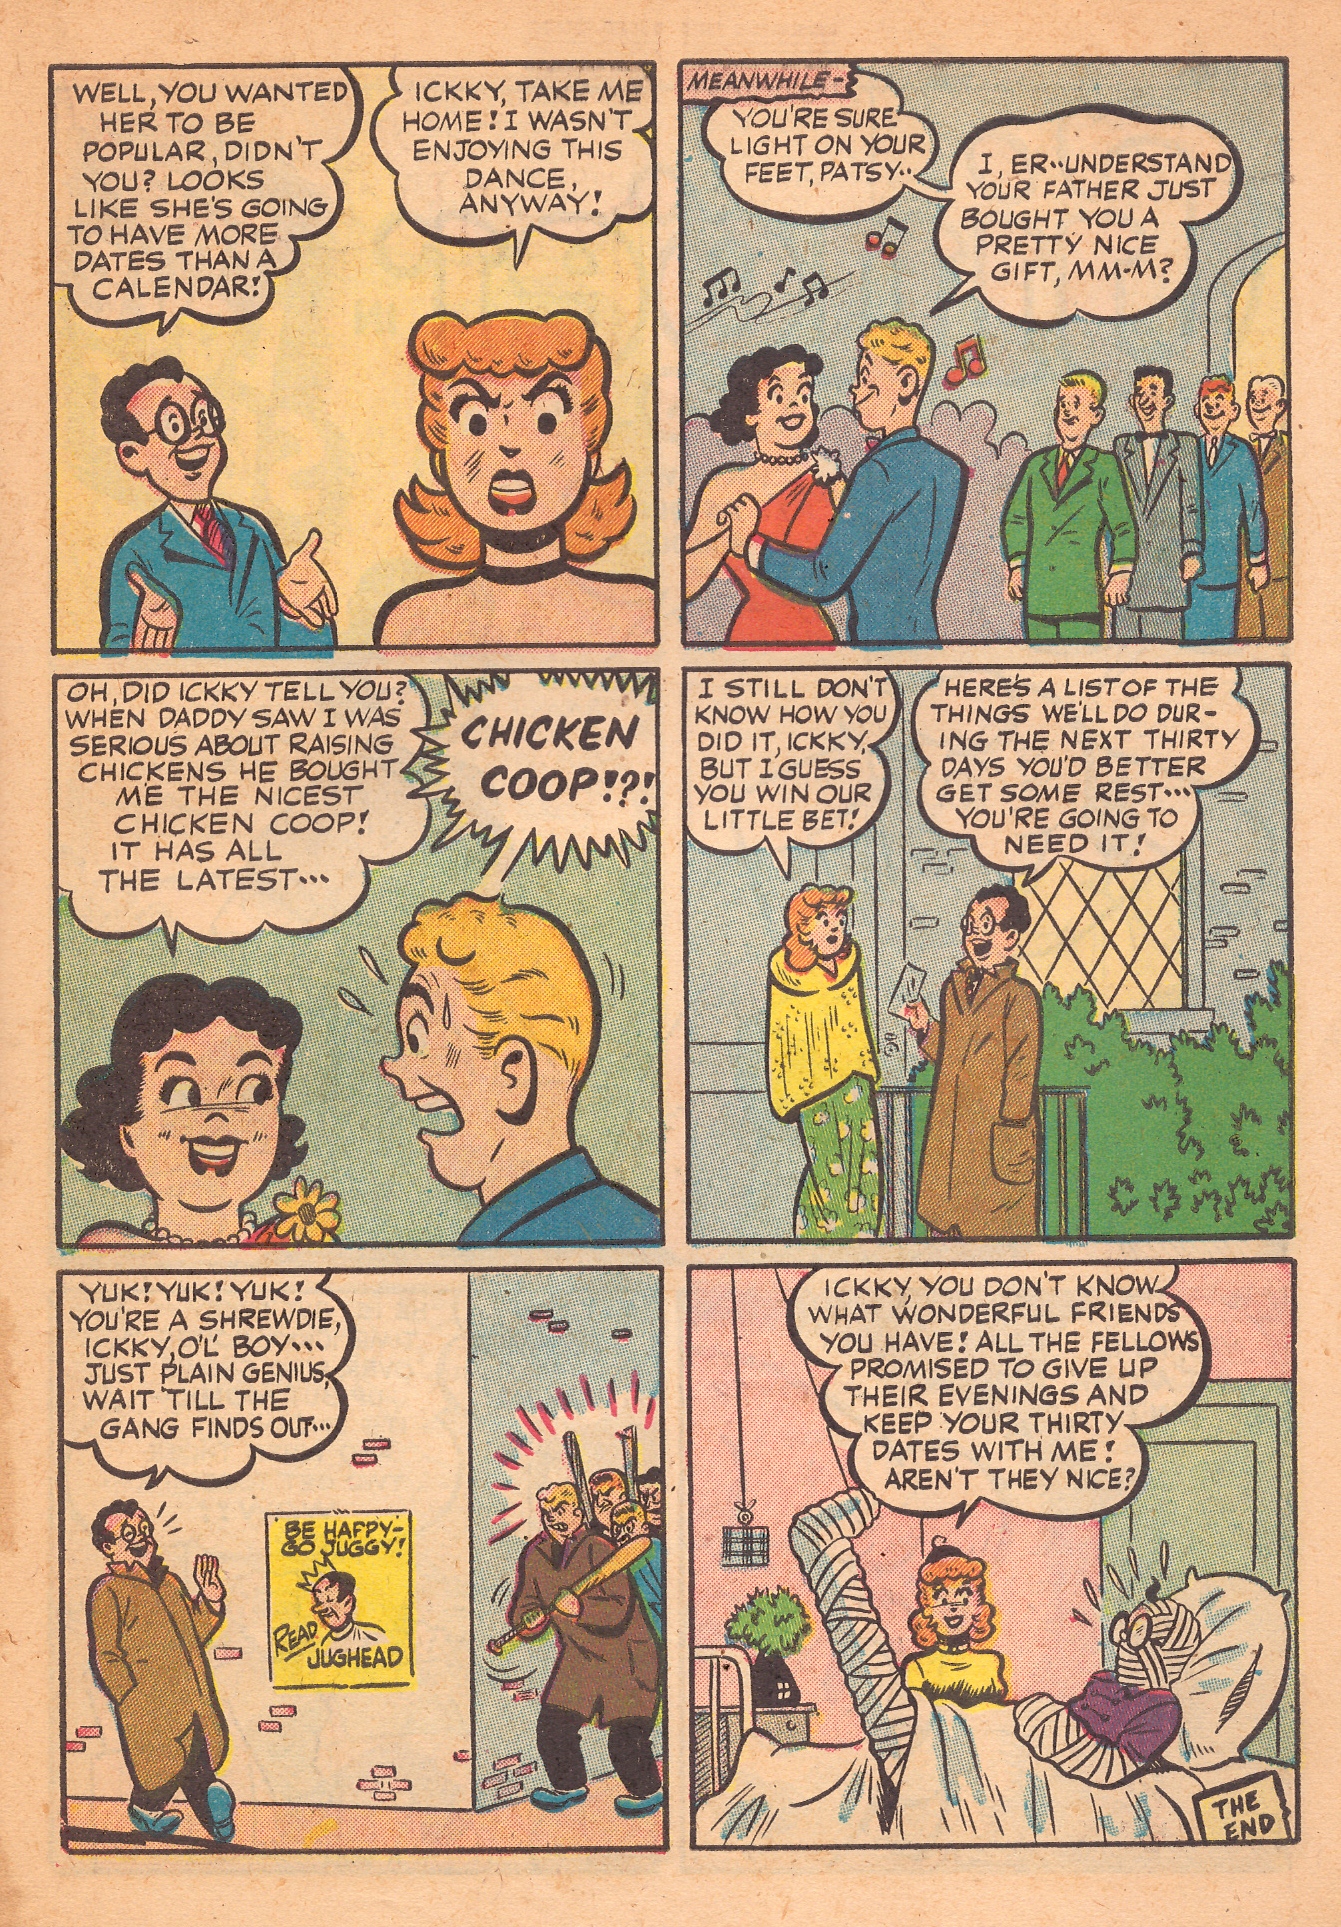 WELL, YOU WANTED
HER TO BE
POPULAR, DIDN'T
YOU? LOOKS
LIKE SHE'S GOING
TO HAVE MORE
DATES THAN A
CALENDAR!
ICKKY, TAKE ME
HOME! I WASN'T
ENJOYING THIS
DANCE,
ANYWAY!
MEANWHILE-
YOU'RE SURE
LIGHT ON YOUR
FEET, PATSY..
I, ER..UNDERSTAND
YOUR FATHER JUST
BOUGHT YOU A
PRETTY NICE
GIFT, MM-M?
OH, DID ICKKY TELL YOU?
WHEN DADDY SAW I WAS
SERIOUS ABOUT RAISING
CHICKENS HE BOUGHT
ME THE NICEST
CHICKEN COOP!
IT HAS ALL
THE LATEST...
CHICKEN
COOP!?!
I STILL DON'T
KNOW HOW YOU
DID IT, ICKKY,
BUT I GUESS
YOU WIN OUR
LITTLE BET!
HERE'S A LIST OF THE
THINGS WE'LL DO DUR-
ING THE NEXT THIRTY
DAYS YOU'D BETTER
GET SOME REST...
YOU'RE GOING TO
NEED IT!
YUK! YUK! YUK!
YOU'RE A SHREWDIE,
ICKKY, O'L' BOY...
JUST PLAIN GENIUS,
WAIT 'TILL THE
GANG FINDS OUT...
BE HAPPY-
GO JUGGY!
READ
JUGHEAD
ICKKY, YOU DON'T KNOW
WHAT WONDERFUL FRIENDS
YOU HAVE! ALL THE FELLOWS
PROMISED TO GIVE UP
THEIR EVENINGS AND
KEEP YOUR THIRTY
DATES WITH ME!
AREN'T THEY NICE?
THE
END